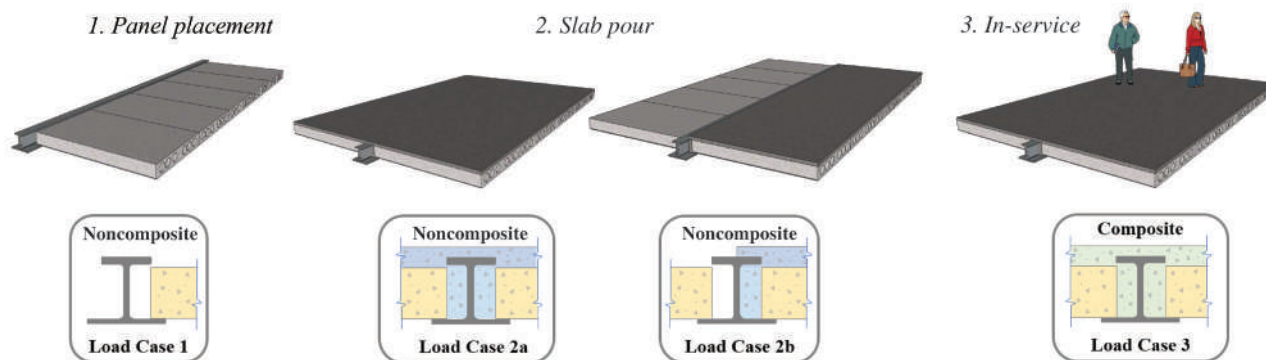 1. Panel placement
2. Slab pour
3. In-service
Noncomposite
Load Case 1
Noncomposite
Load Case 2a
Noncomposite
Load Case 2b
Composite
Load Case 3